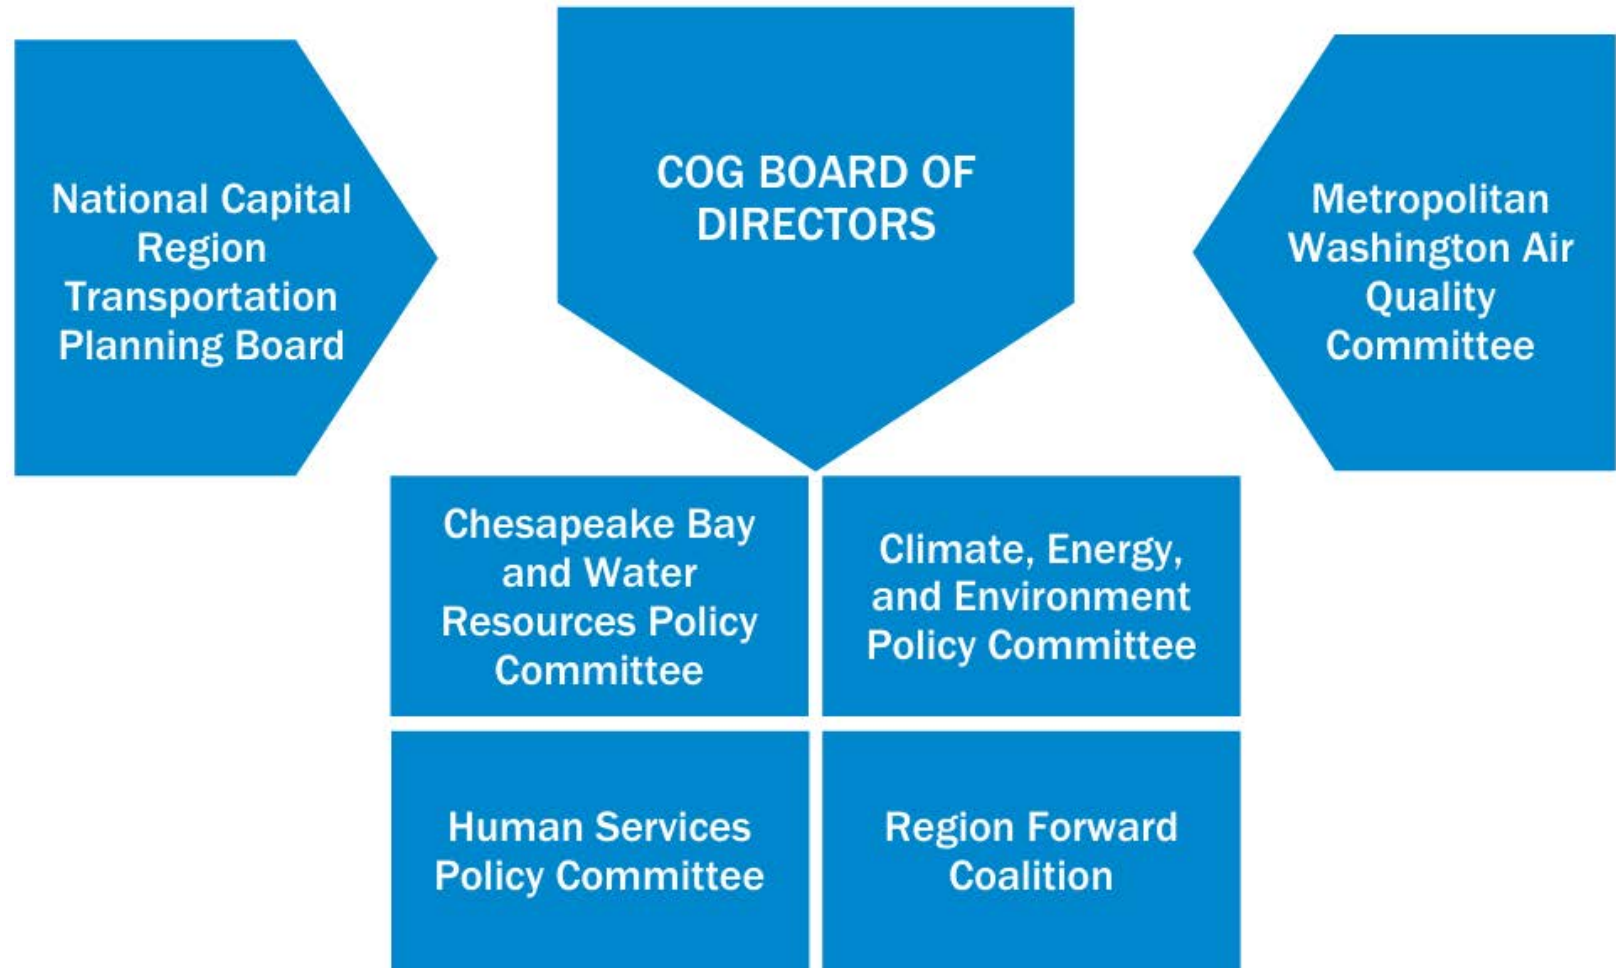 National Capital
Region
Transportation
Planning Board
COG BOARD OF
DIRECTORS
Metropolitan
Washington Air
Quality
Committee
Chesapeake Bay
and Water
Resources Policy
Committee
Climate, Energy,
and Environment
Policy Committee
Human Services
Policy Committee
Region Forward
Coalition